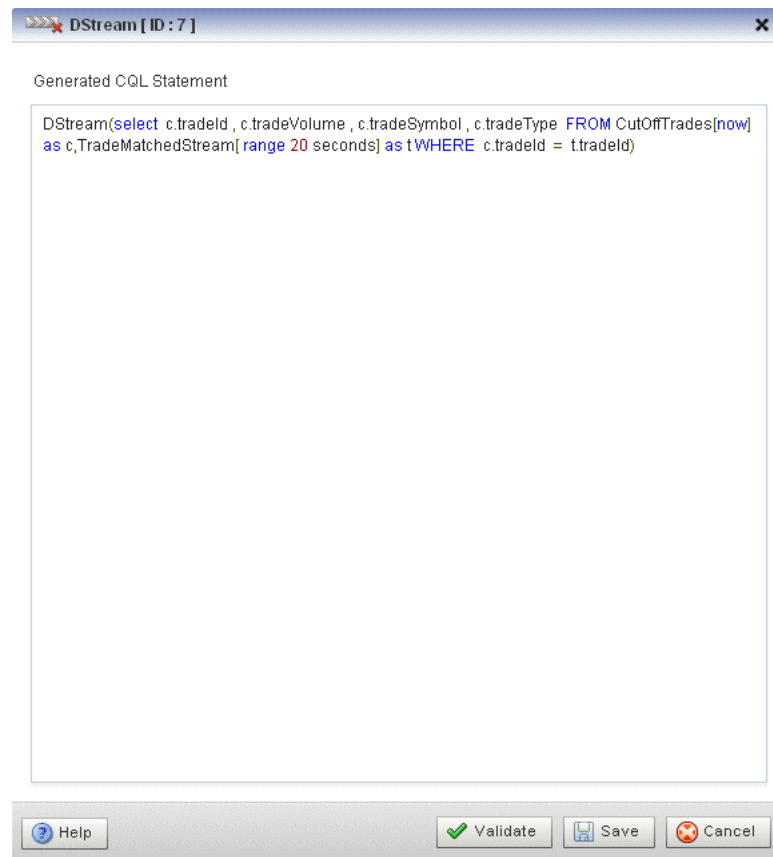 DStream [ ID : 7 ]
Generated CQL Statement
DStream(select c.tradeId , c.tradeVolume , c.tradeSymbol , c.tradeType FROM CutOffTrades[now]
as c,TradeMatchedStream[ range 20 seconds] as t WHERE c.tradeId = t.tradeId)
Help Validate Save Cancel